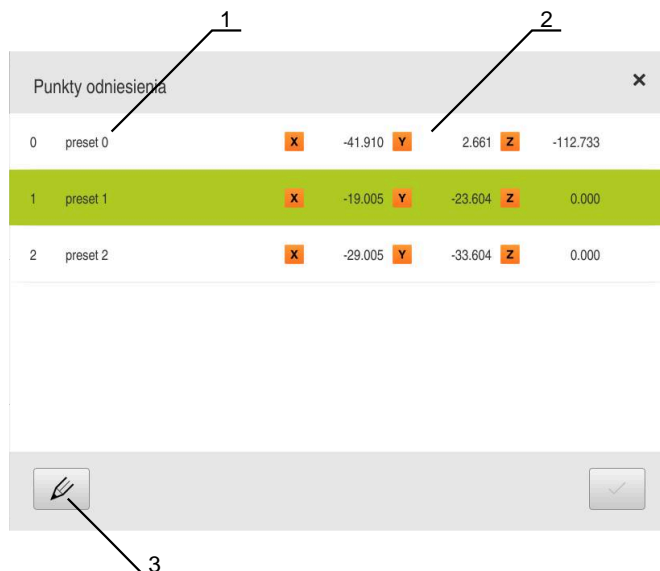 1 2
Punkty odniesienia
0 preset 0 X -41.910 Y 2.661 Z -112.733
1 preset 1 X -19.005 Y -23.604 Z 0.000
2 preset 2 X -29.005 Y -33.604 Z 0.000
3